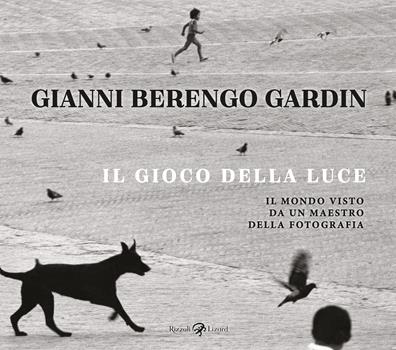 GIANNI BERENGO GARDIN
IL GIOCO DELLA LUCE
IL MONDO VISTO
DA UN MAESTRO
DELLA FOTOGRAFIA
Rizzoli Lizard